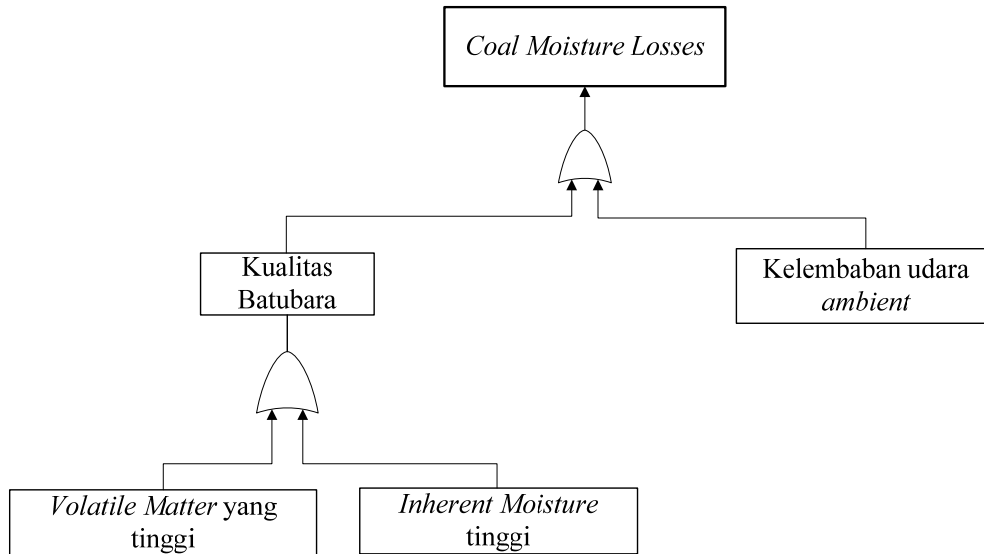 Coal Moisture Losses
Kualitas
Batubara
Kelembaban udara
ambient
Volatile Matter yang
tinggi
Inherent Moisture
tinggi